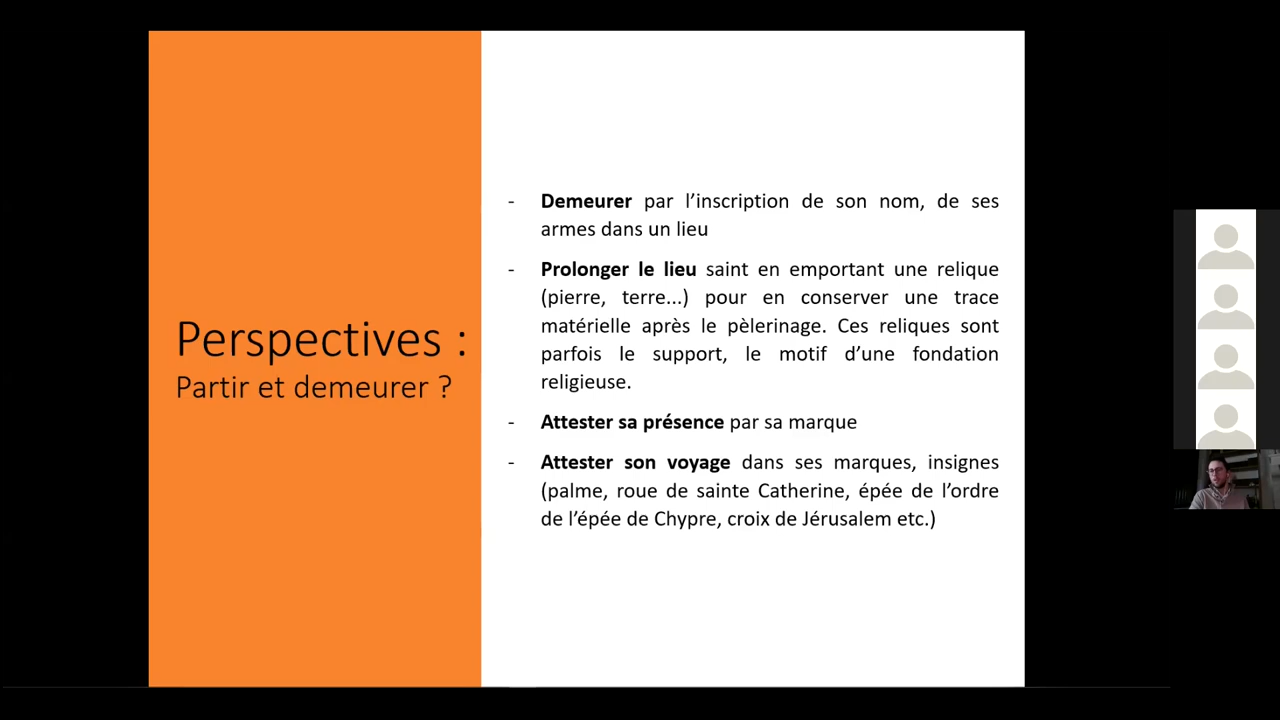 Perspectives :
Partir et demeurer ?
- Demeurer par l’inscription de son nom, de ses
armes dans un lieu
- Prolonger le lieu saint en emportant une relique
(pierre, terre...) pour en conserver une trace
matérielle après le pèlerinage. Ces reliques sont
parfois le support, le motif d’une fondation
religieuse.
- Attester sa présence par sa marque
- Attester son voyage dans ses marques, insignes
(palme, roue de sainte Catherine, épée de l’ordre
de l’épée de Chypre, croix de Jérusalem etc.)